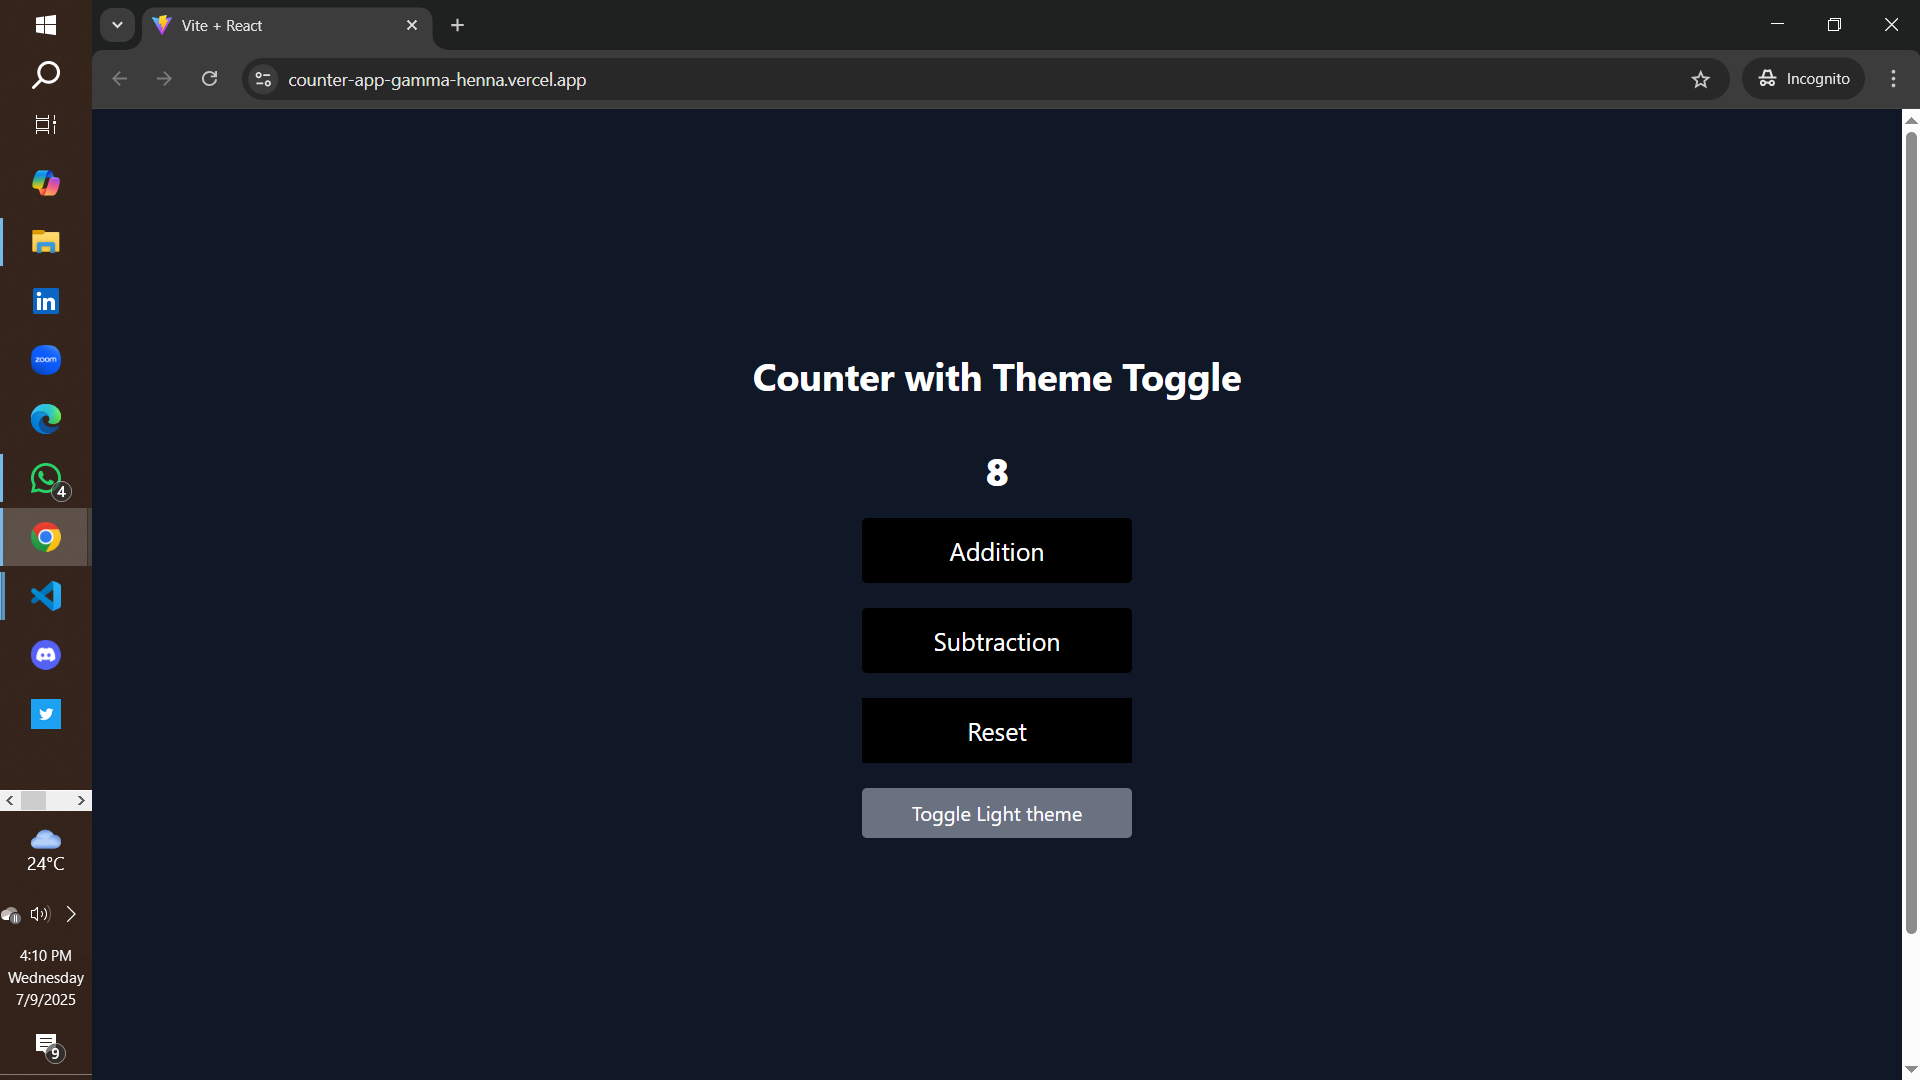 Vite + React
counter-app-gamma-henna.vercel.app
Incognito
in
zoom
4
24°C
4:10 PM
Wednesday
7/9/2025
9
Counter with Theme Toggle
8
Addition
Subtraction
Reset
Toggle Light theme